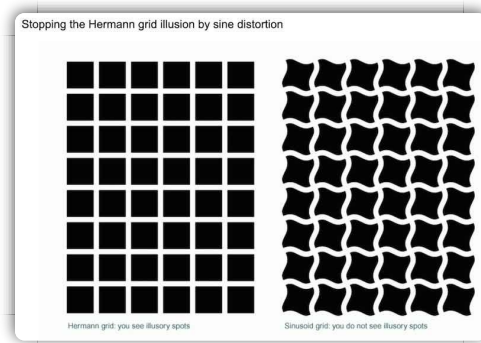 Stopping the Hermann grid illusion by sine distortion
Hermann grid: you see illusory spots
Sinusoid grid: you do not see illusory spots